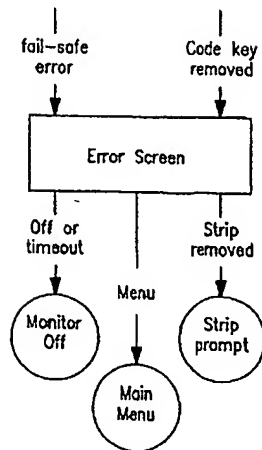 fail-safe
error
Code key
removed
Error Screen
Off or
timeout
Menu
Strip
removed
Monitor
Off
Main
Menu
Strip
prompt